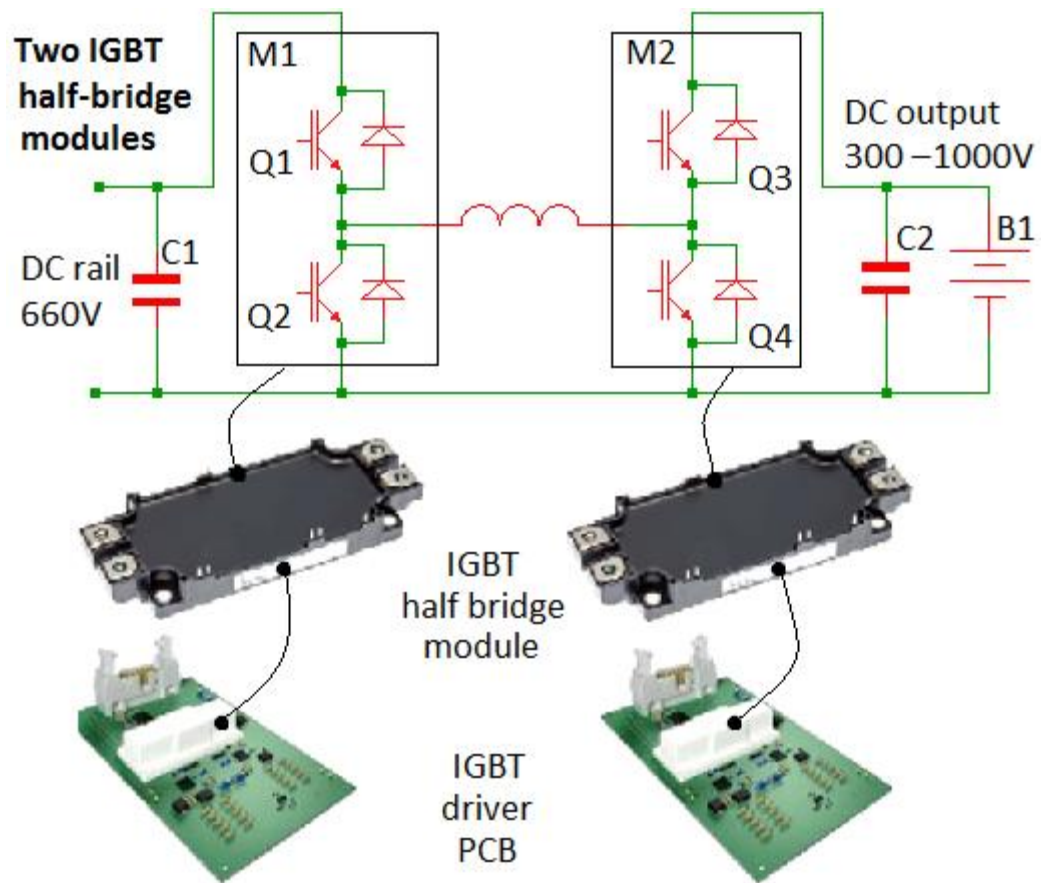 Two IGBT
half-bridge
modules
M1
Q1
Q2
M2
Q3
Q4
DC output
300 –1000V
C1
DC rail
660V
C2
B1
IGBT
half bridge
module
IGBT
driver
PCB